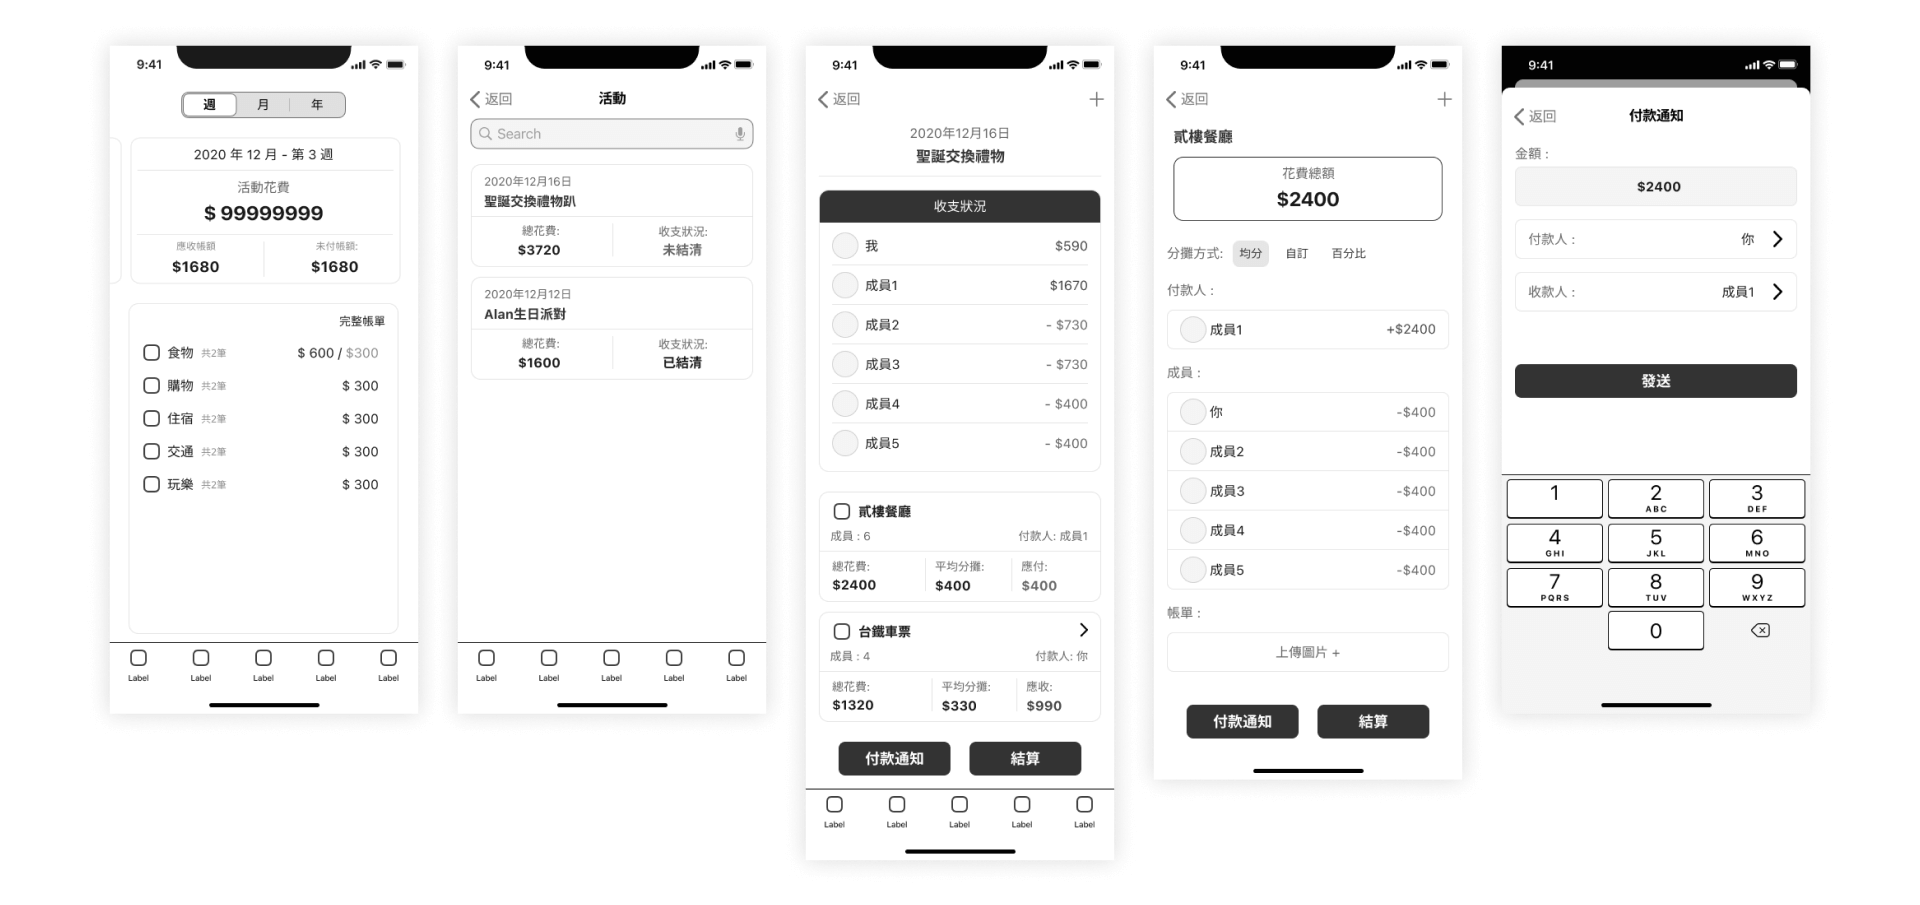 9:41
週 月 年
2020 年 12 月 - 第 3 週
活動花費
$ 99999999
應收帳額 未付帳額:
$1680 $1680
完整帳單
食物 共2筆 $ 600 / $300
購物 共2筆 $ 300
住宿 共2筆 $ 300
交通 共2筆 $ 300
玩樂 共2筆 $ 300
Label Label Label Label Label
9:41
返回 活動
Search
2020年12月16日
聖誕交換禮物趴
總花費: 收支狀況:
$3720 未結清
2020年12月12日
Alan生日派對
總花費: 收支狀況:
$1600 已結清
Label Label Label Label Label
9:41
返回 +
2020年12月16日
聖誕交換禮物
收支狀況
我 $590
成員1 $1670
成員2 - $730
成員3 - $730
成員4 - $400
成員5 - $400
貳樓餐廳
成員 : 6 付款人: 成員1
總花費: 平均分攤: 應付:
$2400 $400 $400
台鐵車票
成員 : 4 付款人: 你
總花費: 平均分攤: 應收:
$1320 $330 $990
付款通知 結算
Label Label Label Label Label
9:41
返回 +
貳樓餐廳
花費總額
$2400
分攤方式: 均分 自訂 百分比
付款人 :
成員1 +$2400
成員 :
你 -$400
成員2 -$400
成員3 -$400
成員4 -$400
成員5 -$400
帳單 :
上傳圖片 +
付款通知 結算
9:41
返回 付款通知
金額 :
$2400
付款人 : 你
收款人 : 成員1
發送
1 2 3
ABC DEF
4 5 6
GHI JKL MNO
7 8 9
PQRS TUV WXYZ
0